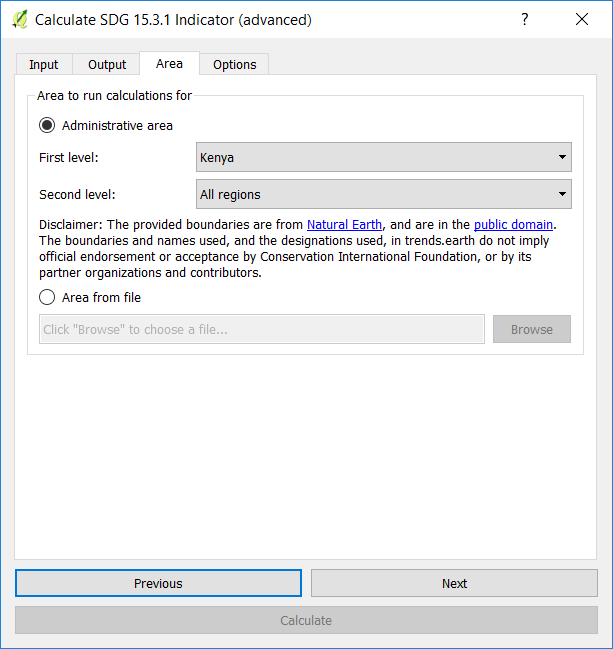 Calculate SDG 15.3.1 Indicator (advanced)
?
Input
Output
Area
Options
Area to run calculations for
Administrative area
First level:
Kenya
Second level:
All regions
Disclaimer: The provided boundaries are from Natural Earth, and are in the public domain.
The boundaries and names used, and the designations used, in trends.earth do not imply
official endorsement or acceptance by Conservation International Foundation, or by its
partner organizations and contributors.
Area from file
Click "Browse" to choose a file...
Browse
Previous
Next
Calculate